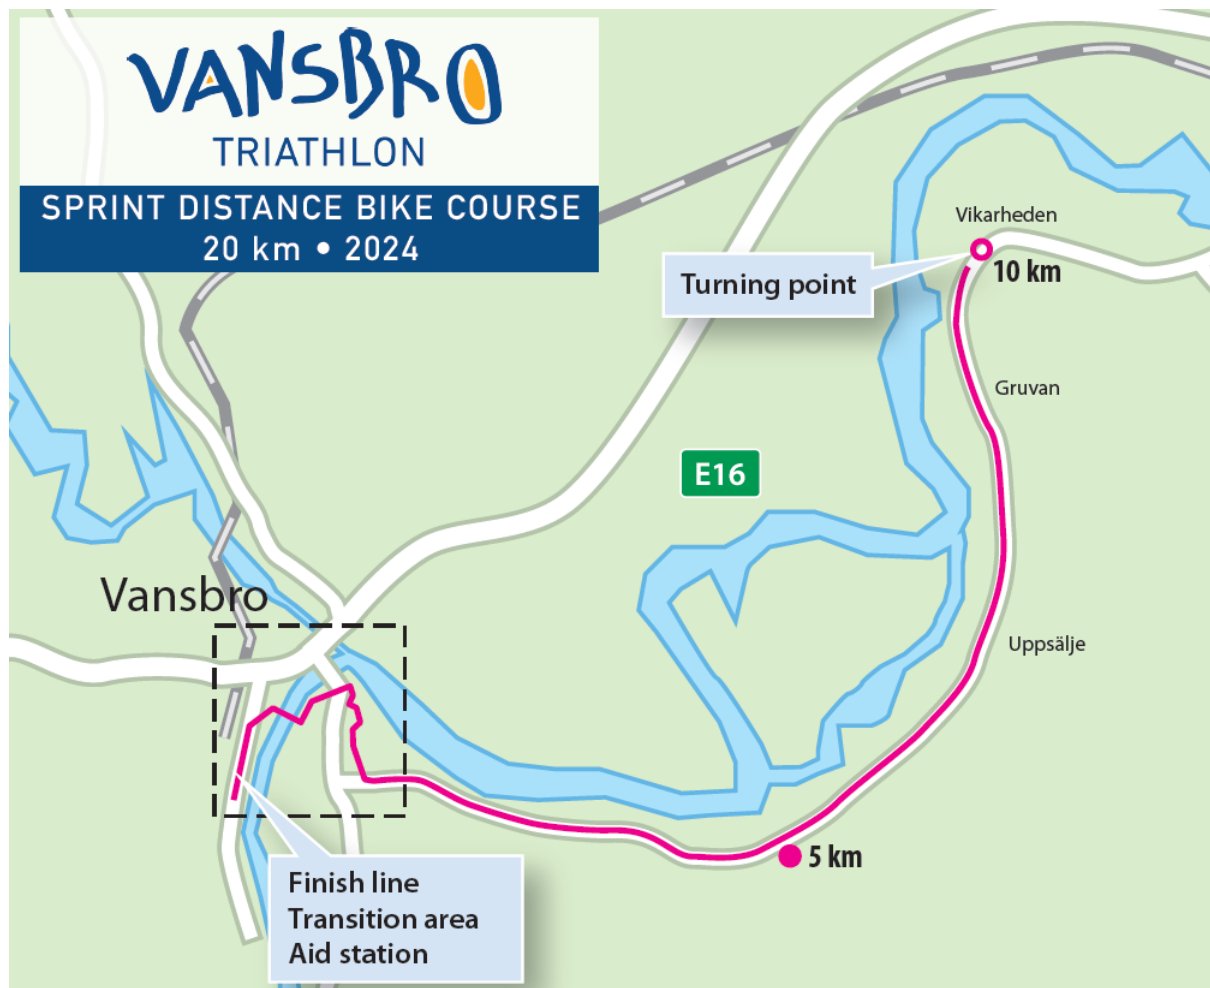 VANSBRO
TRIATHLON
SPRINT DISTANCE BIKE COURSE
20 km • 2024
Vikarheden
Turning point
10 km
Gruvan
E16
Vansbro
Uppsälje
5 km
Finish line
Transition area
Aid station